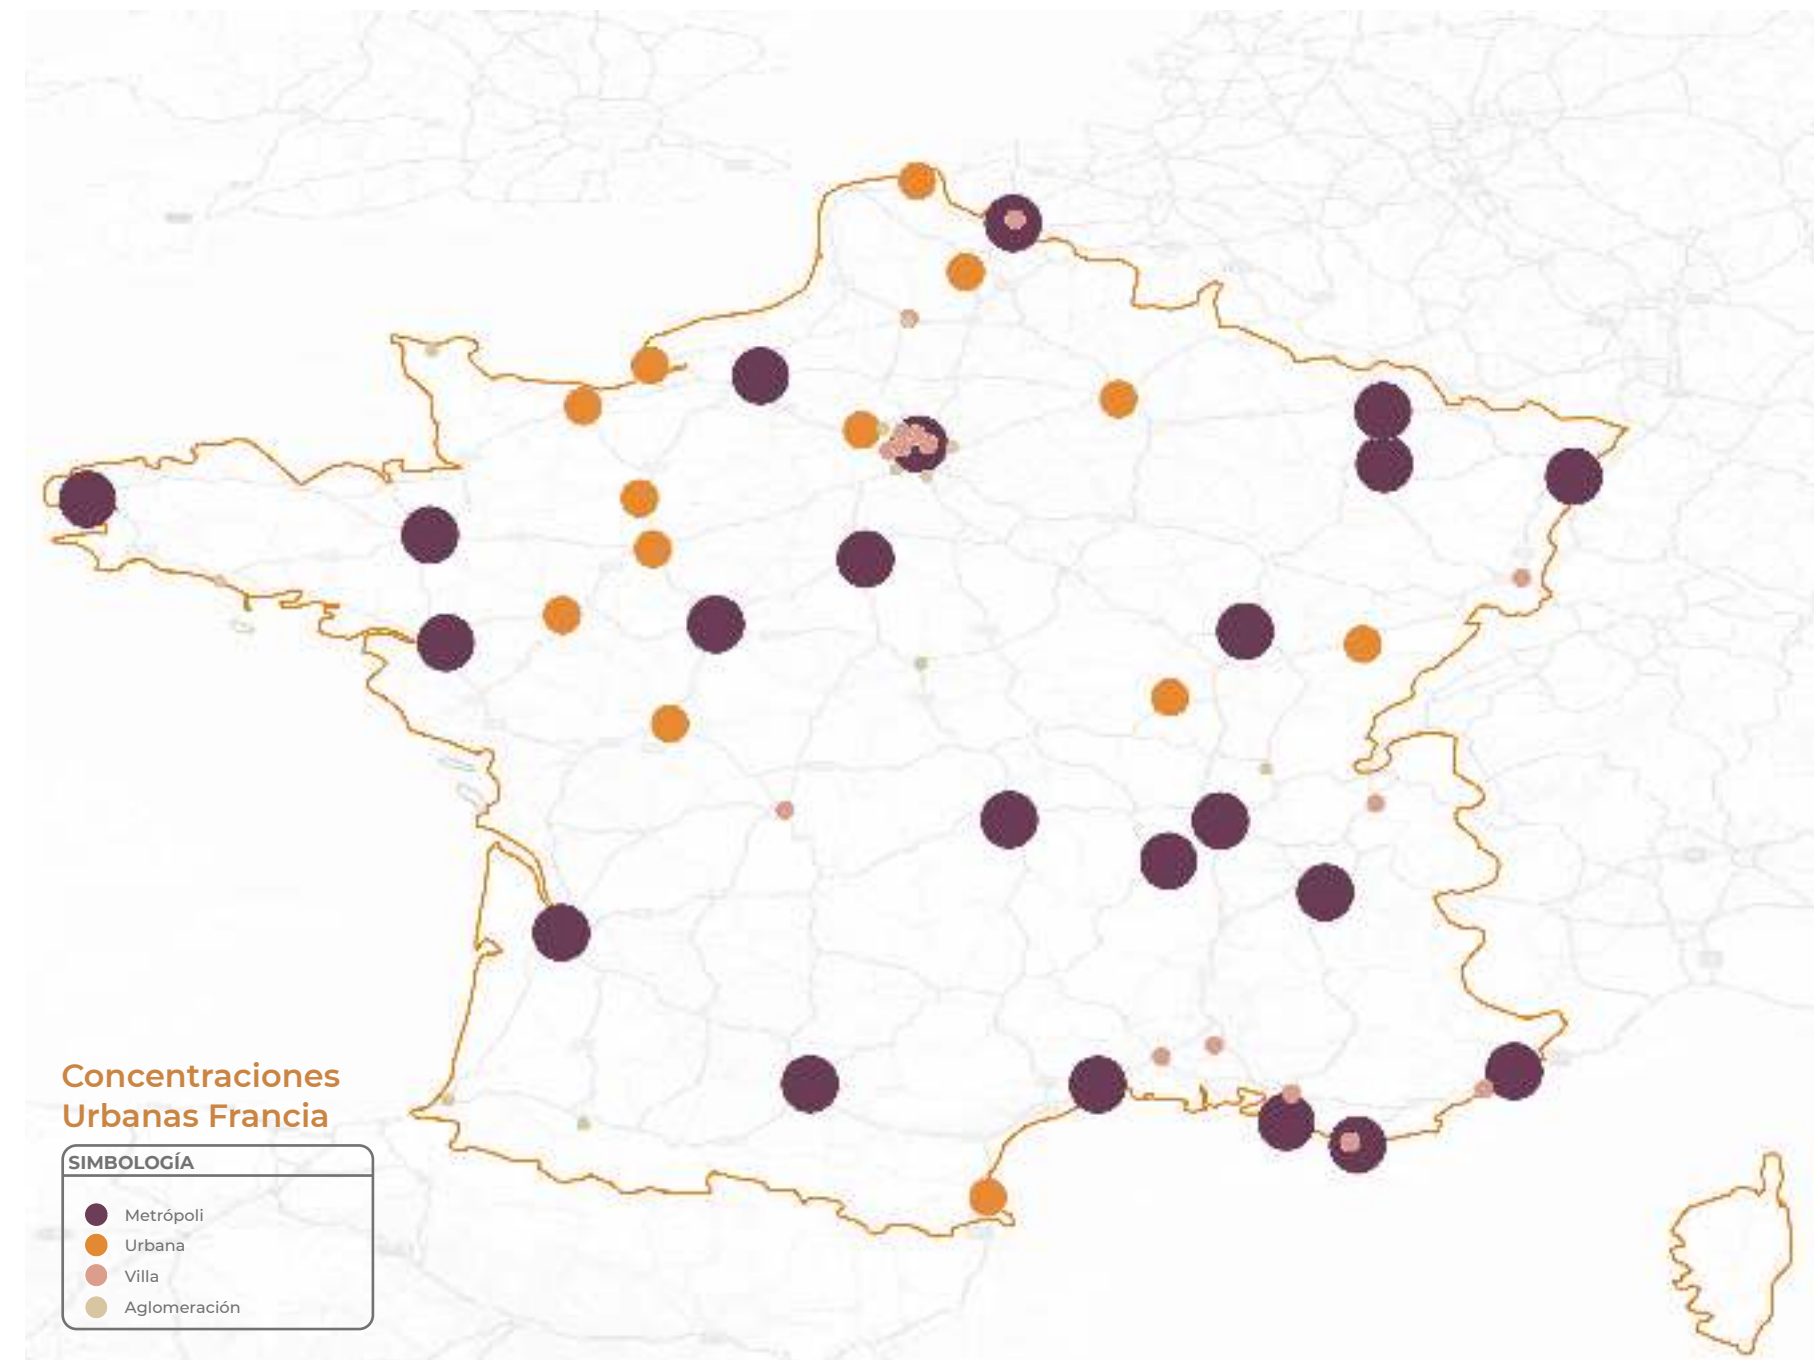 Concentraciones
Urbanas Francia
SIMBOLOGÍA
Metrópoli
Urbana
Villa
Aglomeración